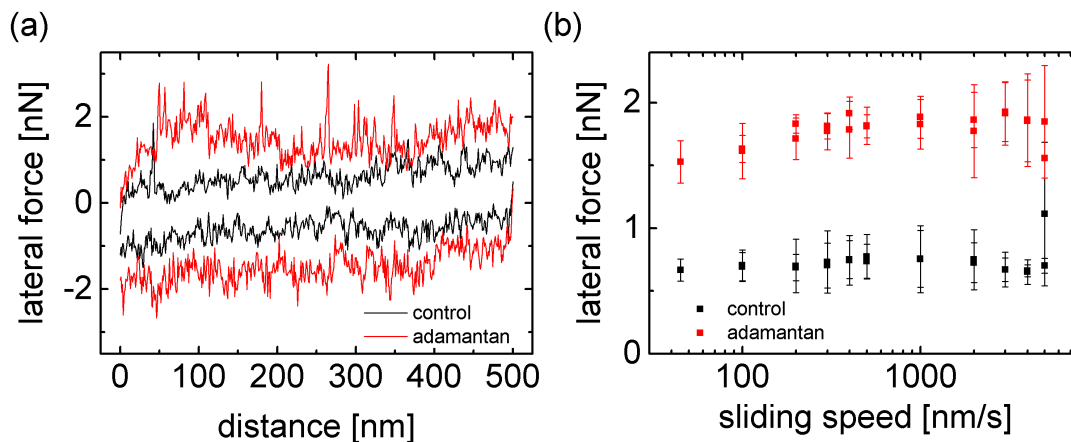 (a)
(b)
lateral force [nN]
2
0
-2
control
adamantan
0 100 200 300 400 500
distance [nm]
lateral force [nN]
2
1
0
control
adamantan
100 1000
sliding speed [nm/s]